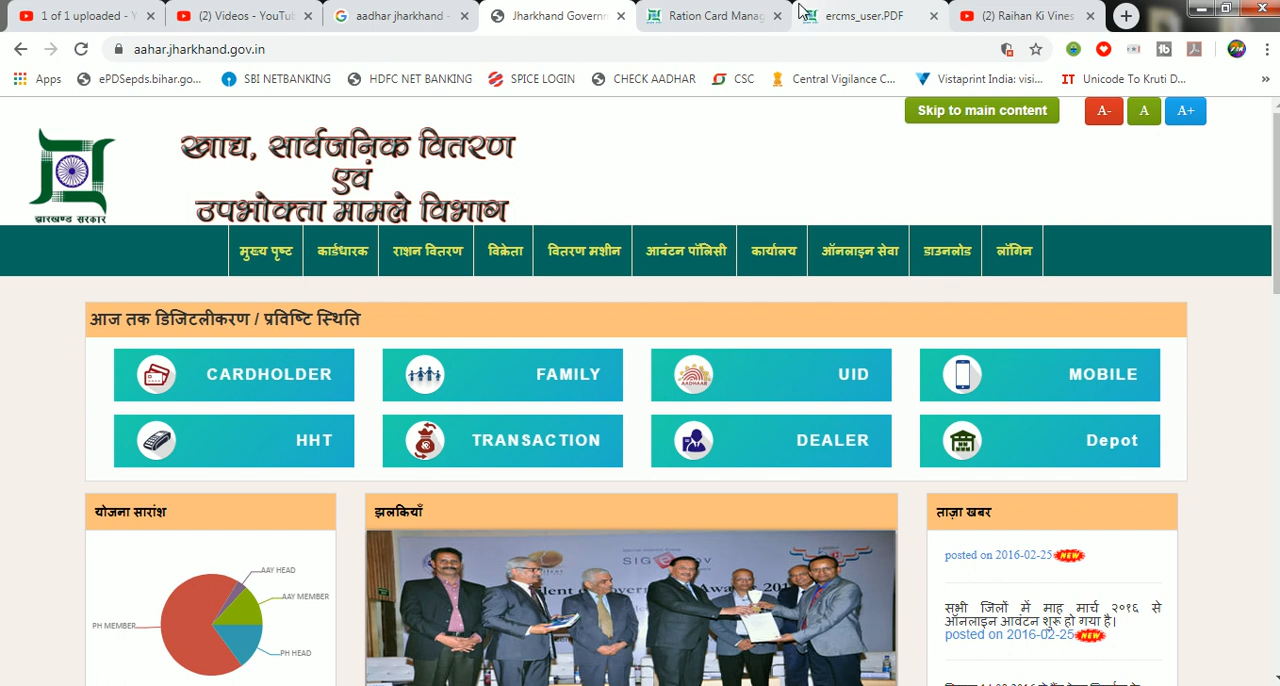 1 of 1 uploaded - Y
(2) Videos - YouTu
aadhar jharkhand -
Jharkhand Governm
Ration Card Manag
ercms_user.PDF
(2) Raihan Ki Vines
aahar.jharkhand.gov.in
Apps
ePDSepds.bihar.go...
SBI NETBANKING
HDFC NET BANKING
SPICE LOGIN
CHECK AADHAR
CSC
Central Vigilance C...
Vistaprint India: visi...
IT Unicode To Kruti D...
Skip to main content
A-
A
A+
खाद्य, सार्वजनिक वितरण
एवं
उपभोक्ता मामले विभाग
झारखण्ड सरकार
मुख्य पृष्ट
कार्डधारक
राशन वितरण
विक्रेता
वितरण मशीन
आबंटन पॉलिसी
कार्यालय
ऑनलाइन सेवा
डाउनलोड
लॉगिन
आज तक डिजिटलीकरण / प्रविष्टि स्थिति
CARDHOLDER
FAMILY
AADHAAR
UID
MOBILE
HHT
TRANSACTION
DEALER
Depot
योजना सारांश
AAY HEAD
AAY MEMBER
PH MEMBER
PH HEAD
झलकियाँ
ताज़ा खबर
posted on 2016-02-25 NEW
सभी जिलों में माह मार्च २०१६ से
ऑनलाइन आवंटन शुरू हो गया है।
posted on 2016-02-25 NEW